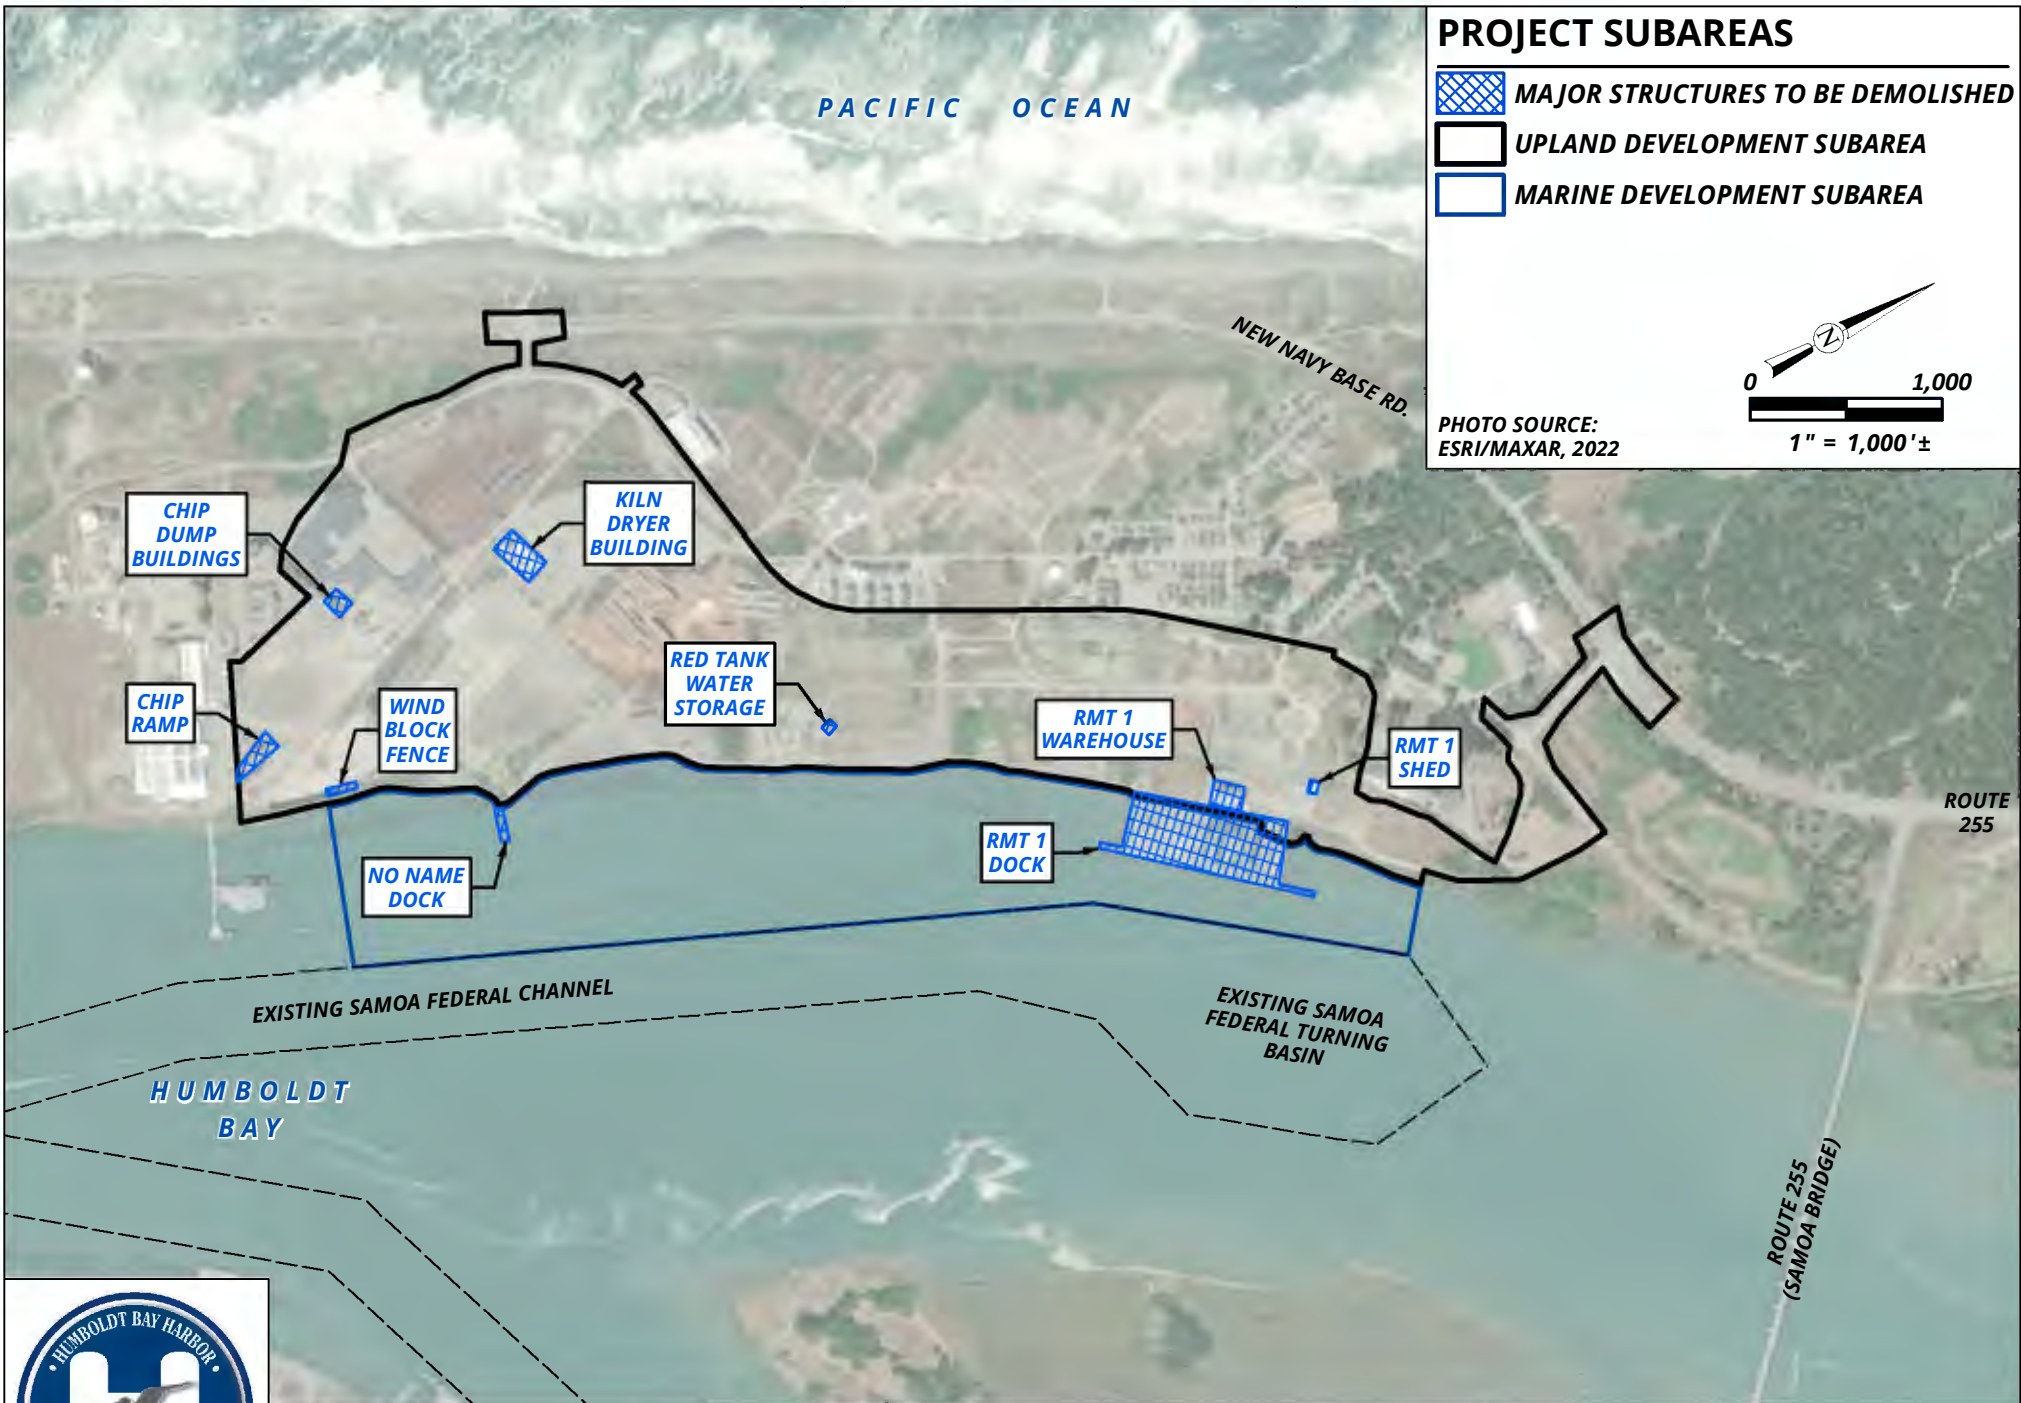 PROJECT SUBAREAS
MAJOR STRUCTURES TO BE DEMOLISHED
UPLAND DEVELOPMENT SUBAREA
MARINE DEVELOPMENT SUBAREA
N
0 1,000
1" = 1,000'±
PHOTO SOURCE:
ESRI/MAXAR, 2022
PACIFIC OCEAN
NEW NAVY BASE RD.
CHIP
DUMP
BUILDINGS
KILN
DRYER
BUILDING
RED TANK
WATER
STORAGE
CHIP
RAMP
WIND
BLOCK
FENCE
RMT 1
WAREHOUSE
RMT 1
SHED
ROUTE
255
NO NAME
DOCK
RMT 1
DOCK
EXISTING SAMOA FEDERAL CHANNEL
EXISTING SAMOA
FEDERAL TURNING
BASIN
HUMBOLDT
BAY
ROUTE 255
(SAMOA BRIDGE)
• HUMBOLDT BAY HARBOR •